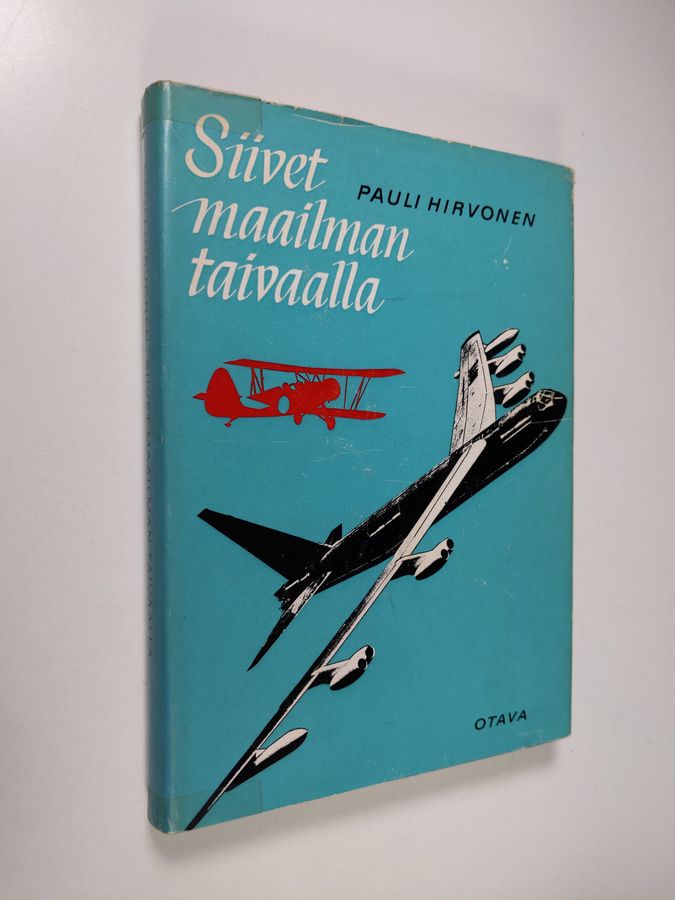 Siivet
maailman
taivaalla
PAULI HIRVONEN
OTAVA